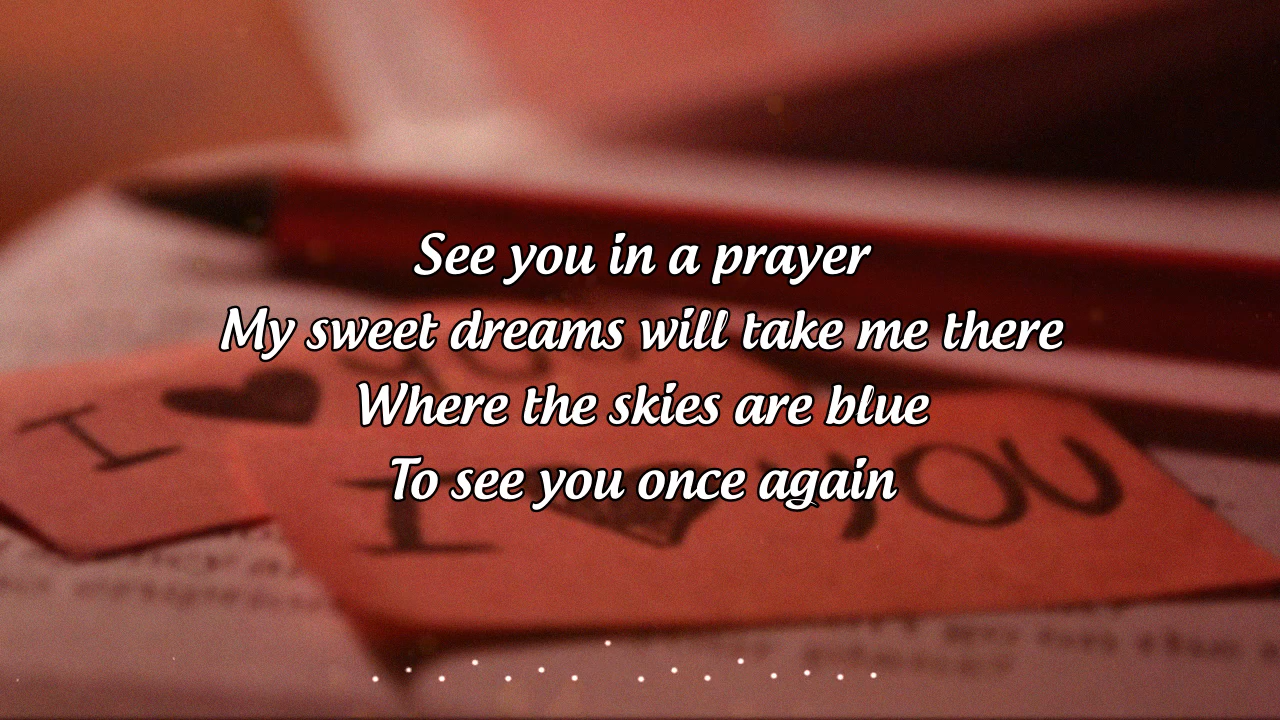 See you in a prayer
My sweet dreams will take me there
Where the skies are blue
To see you once again
I ♥ YOU
I ♥ YOU